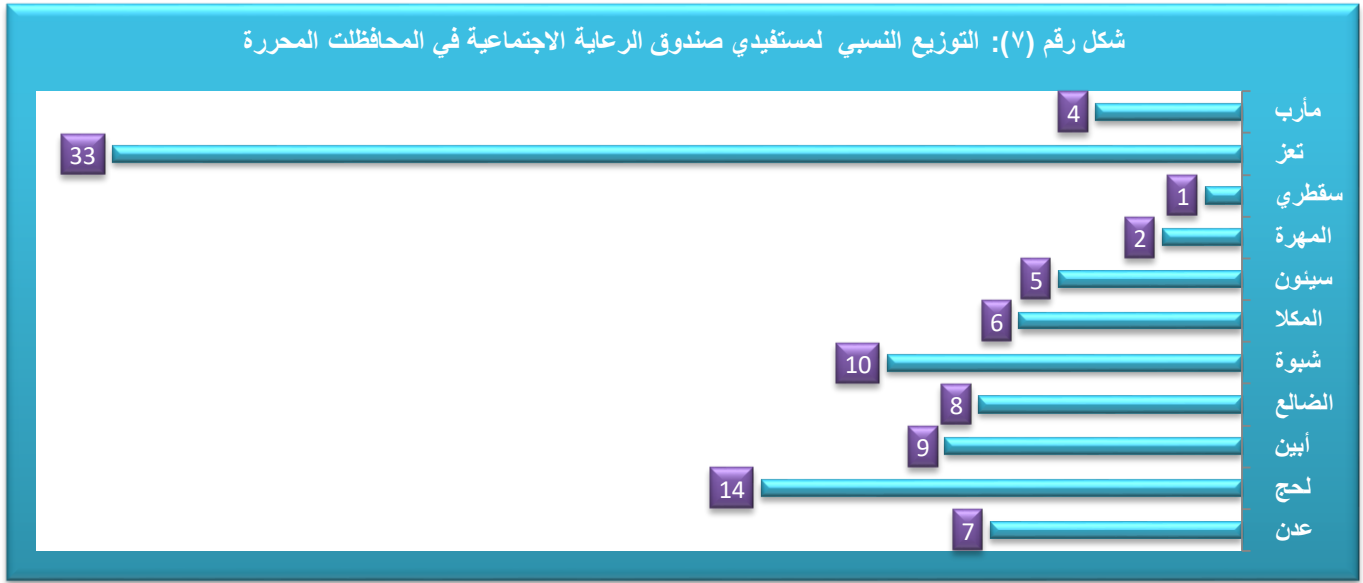 شكل رقم (٧): التوزيع النسبي لمستفيدي صندوق الرعاية الاجتماعية في المحافظلت المحررة
مأرب 4
تعز 33
سقطري 1
المهرة 2
سيئون 5
المكلا 6
شبوة 10
الضالع 8
أبين 9
لحج 14
عدن 7